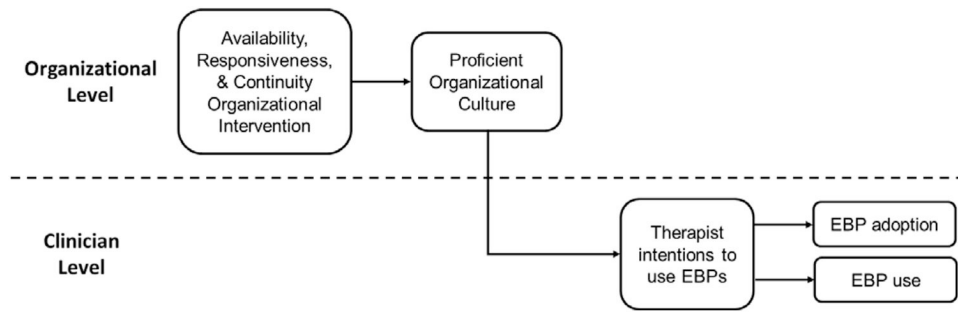 Organizational
Level
Availability,
Responsiveness,
& Continuity
Organizational
Intervention
Proficient
Organizational
Culture
Clinician
Level
Therapist
intentions to
use EBPs
EBP adoption
EBP use